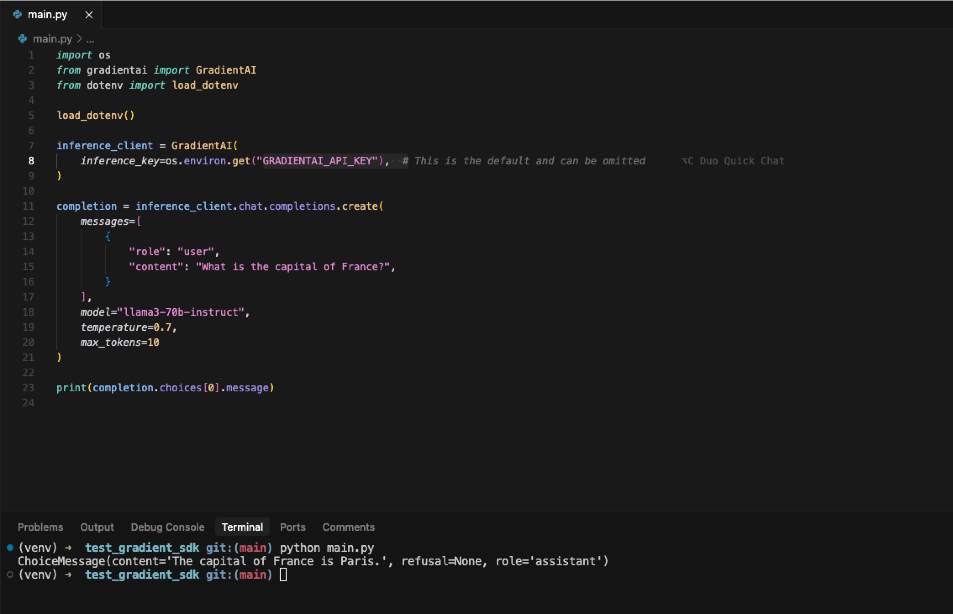 main.py
main.py > ...
1 import os
2 from gradientai import GradientAI
3 from dotenv import load_dotenv
4
5 load_dotenv()
6
7 inference_client = GradientAI(
8     inference_key=os.environ.get("GRADIENTAI_API_KEY"),  # This is the default and can be omitted ⌥C Duo Quick Chat
9 )
10
11 completion = inference_client.chat.completions.create(
12     messages=[
13         {
14             "role": "user",
15             "content": "What is the capital of France?",
16         }
17     ],
18     model="llama3-70b-instruct",
19     temperature=0.7,
20     max_tokens=10
21 )
22
23 print(completion.choices[0].message)
24
Problems Output Debug Console Terminal Ports Comments
(venv) ➜ test_gradient_sdk git:(main) python main.py
ChoiceMessage(content='The capital of France is Paris.', refusal=None, role='assistant')
(venv) ➜ test_gradient_sdk git:(main)